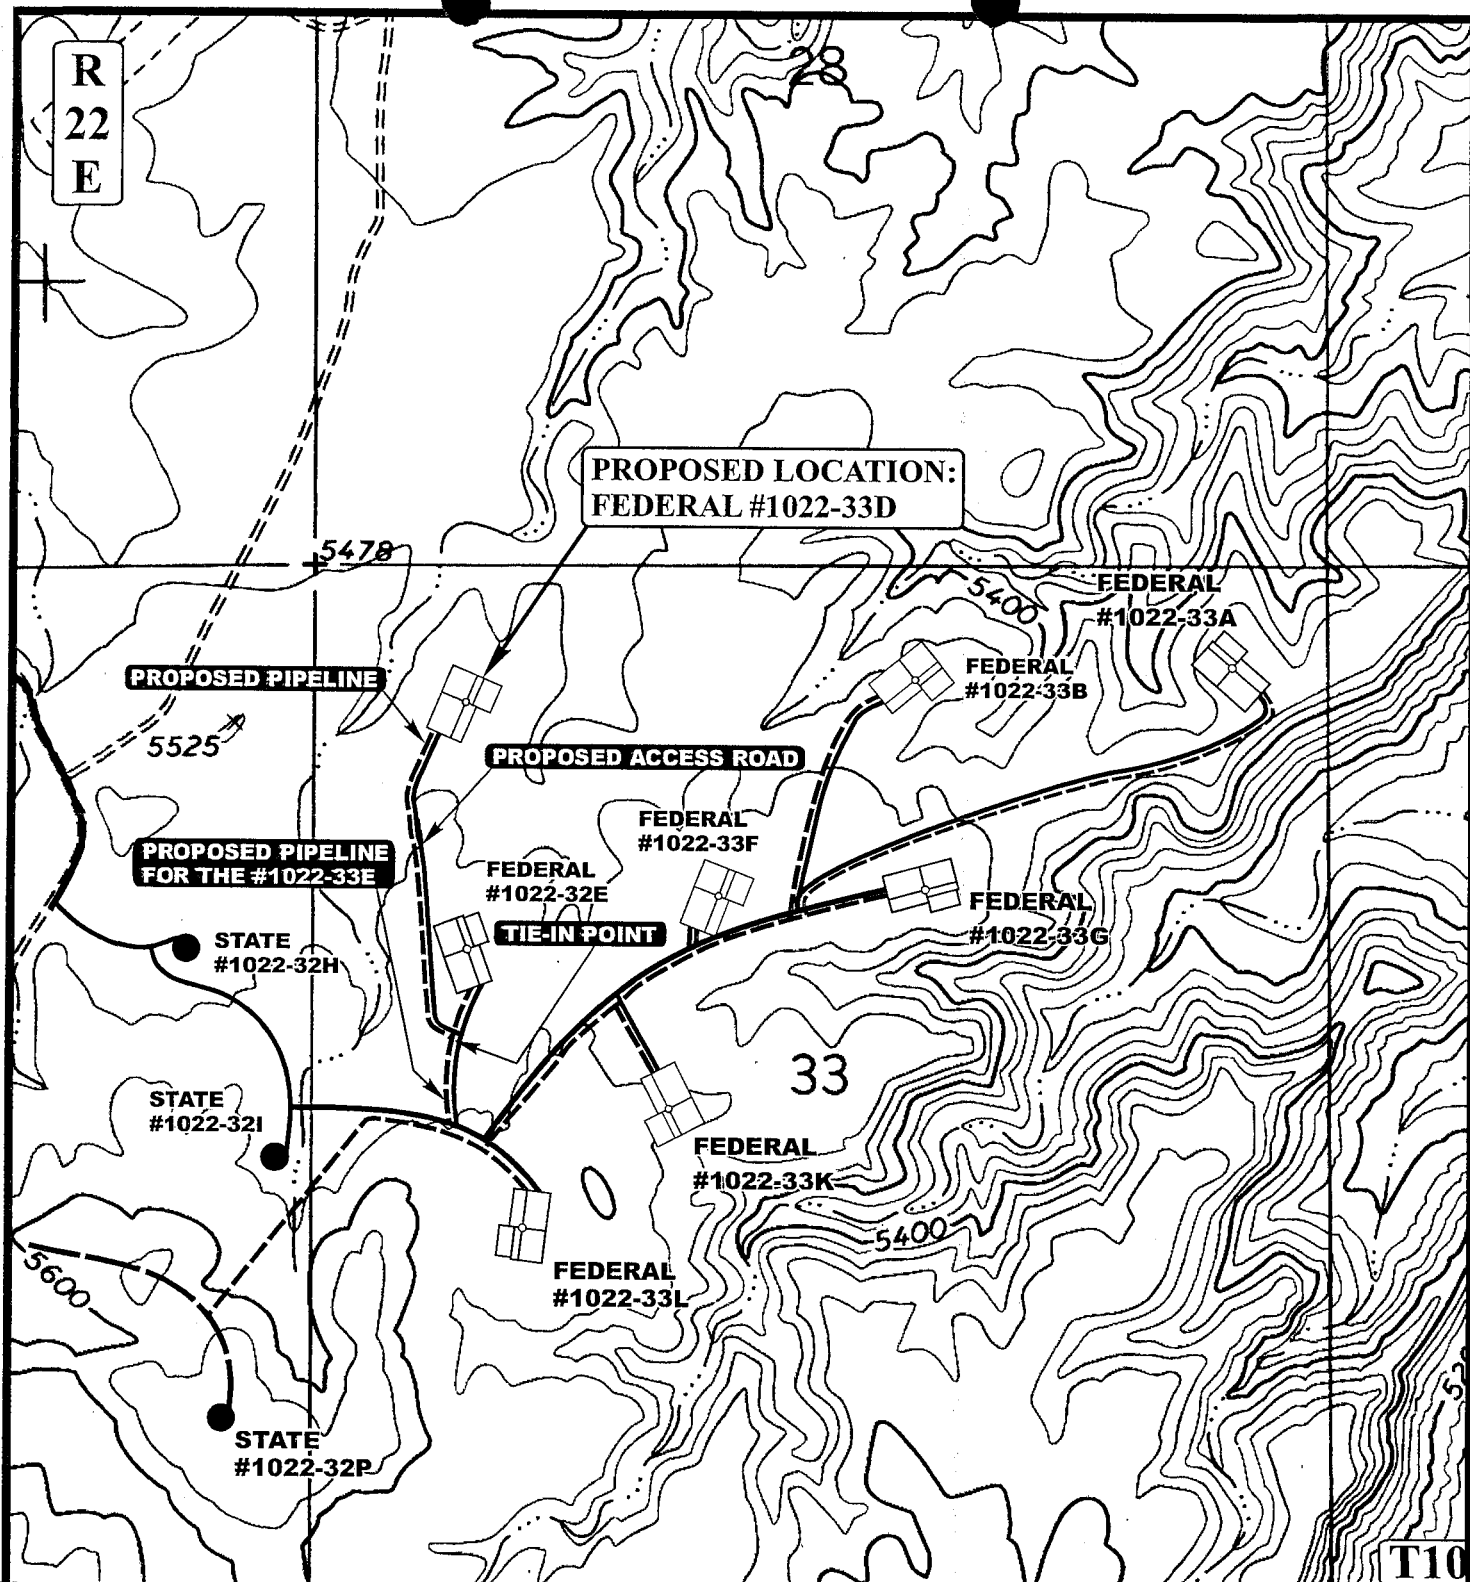 R
22
E
28
PROPOSED LOCATION:
FEDERAL #1022-33D
5478
5400
FEDERAL
#1022-33A
PROPOSED PIPELINE
FEDERAL
#1022-33B
5525
PROPOSED ACCESS ROAD
FEDERAL
#1022-33F
PROPOSED PIPELINE
FOR THE #1022-33E
FEDERAL
#1022-32E
FEDERAL
#1022-33G
TIE-IN POINT
STATE
#1022-32H
33
STATE
#1022-32I
FEDERAL
#1022-33K
5400
5600
FEDERAL
#1022-33L
STATE
#1022-32P
T10